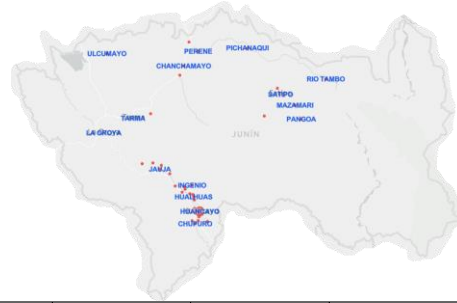 ULCUMAYO
PERENE
PICHANAQUI
CHANCHAMAYO
RIO TAMBO
SATIPO
MAZAMARI
TARMA
PANGOA
LA OROYA
JUNÍN
JAUJA
INGENIO
HUALHUAS
HUANCAYO
CHUPURO